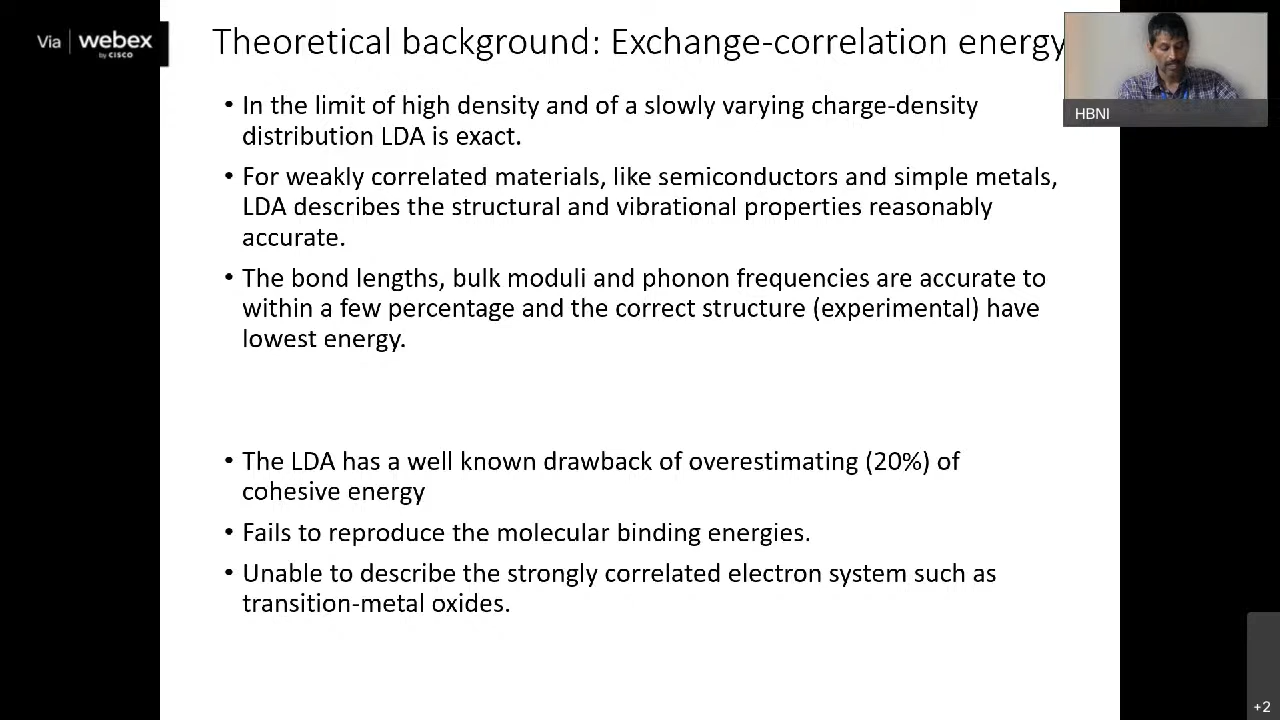 Via webex
by CISCO
Theoretical background: Exchange-correlation energy
HBNI
• In the limit of high density and of a slowly varying charge-density
distribution LDA is exact.
• For weakly correlated materials, like semiconductors and simple metals,
LDA describes the structural and vibrational properties reasonably
accurate.
• The bond lengths, bulk moduli and phonon frequencies are accurate to
within a few percentage and the correct structure (experimental) have
lowest energy.
• The LDA has a well known drawback of overestimating (20%) of
cohesive energy
• Fails to reproduce the molecular binding energies.
• Unable to describe the strongly correlated electron system such as
transition-metal oxides.
+2